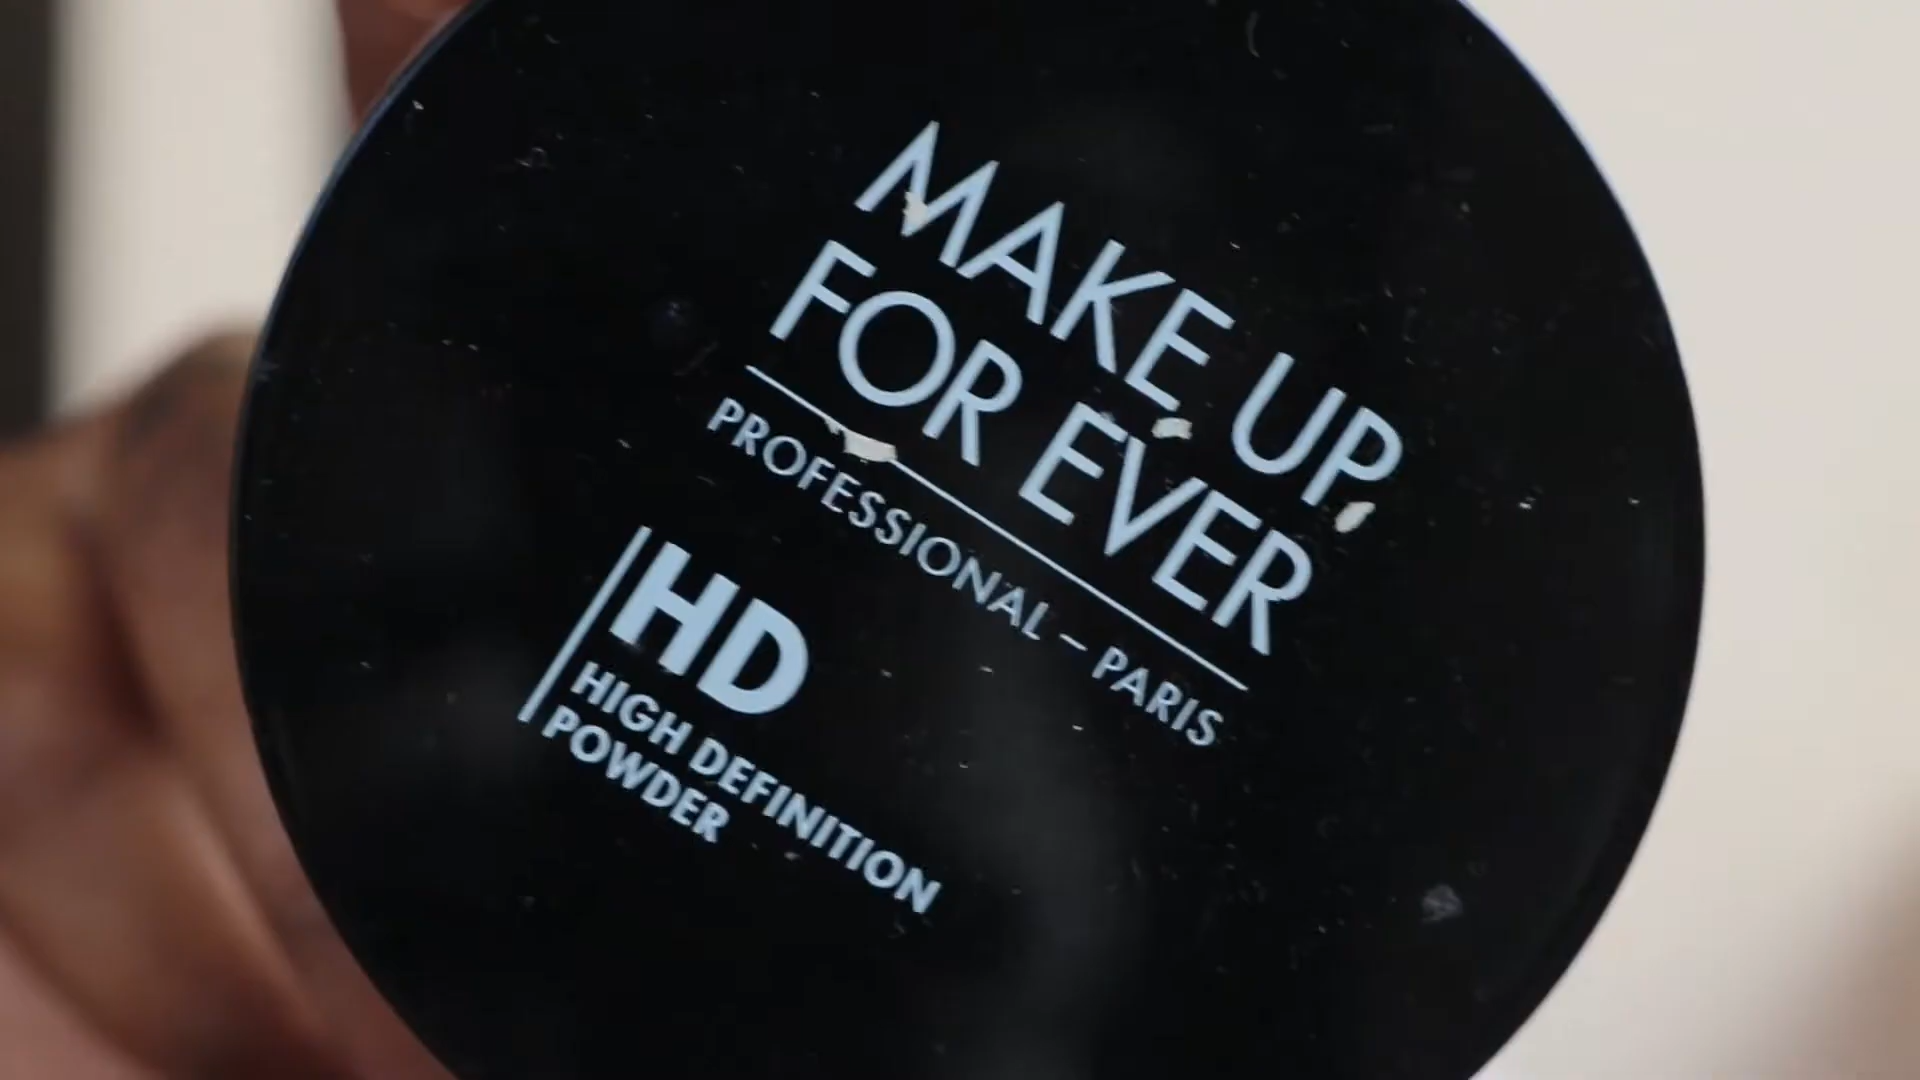 MAKE UP
FOR EVER
PROFESSIONAL – PARIS
HD
HIGH DEFINITION
POWDER